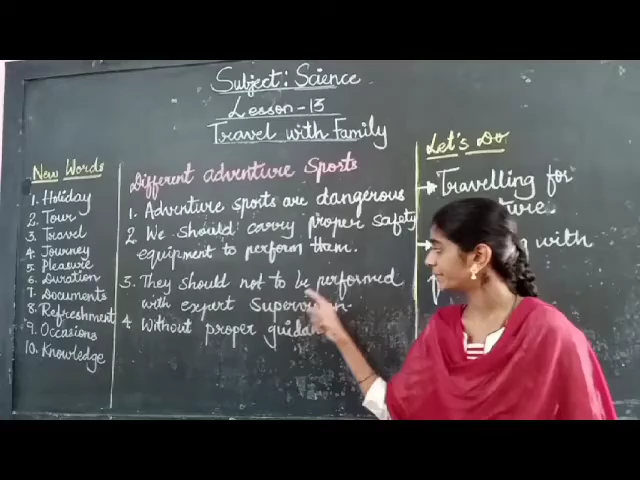 Subject: Science
Lesson-13
Travel with Family
New Words
1. Holiday
2. Tour
3. Travel
4. Journey
5. Pleasure
6. Duration
7. Documents
8. Refreshment
9. Occasions
10. Knowledge
Different adventure Sports
1. Adventure sports are dangerous
2. We should carry proper safety
equipment to perform them.
3. They should not to be performed
with expert Supervision.
4. Without proper
Let's Do
Travelling for
with